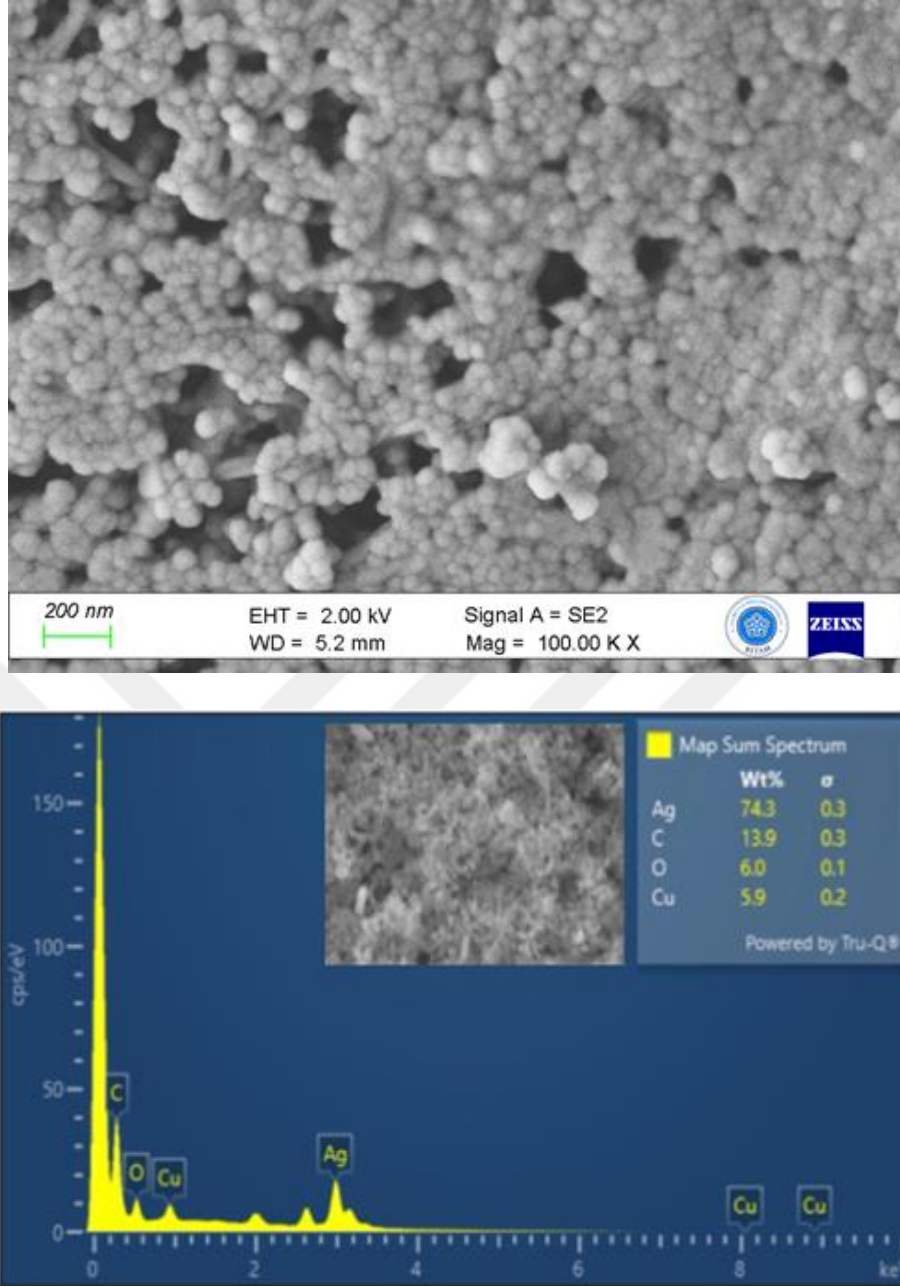 200 nm
EHT = 2.00 kV
WD = 5.2 mm
Signal A = SE2
Mag = 100.00 K X
ZEISS
Map Sum Spectrum
Wt% σ
Ag 74.3 0.3
C 13.9 0.3
O 6.0 0.1
Cu 5.9 0.2
Powered by Tru-Q®
cps/eV
150
100
50
0
C
O
Cu
Ag
Cu
Cu
0 2 4 6 8 ke